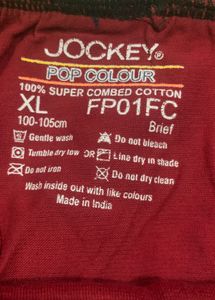 JOCKEY®
POP COLOUR
100% SUPER COMBED COTTON
XL FP01FC
100-105cm Brief
Gentle wash Do not bleach
Tumble dry low OR Line dry in shade
Do not iron Do not dry clean
Wash inside out with like colours
Made in India